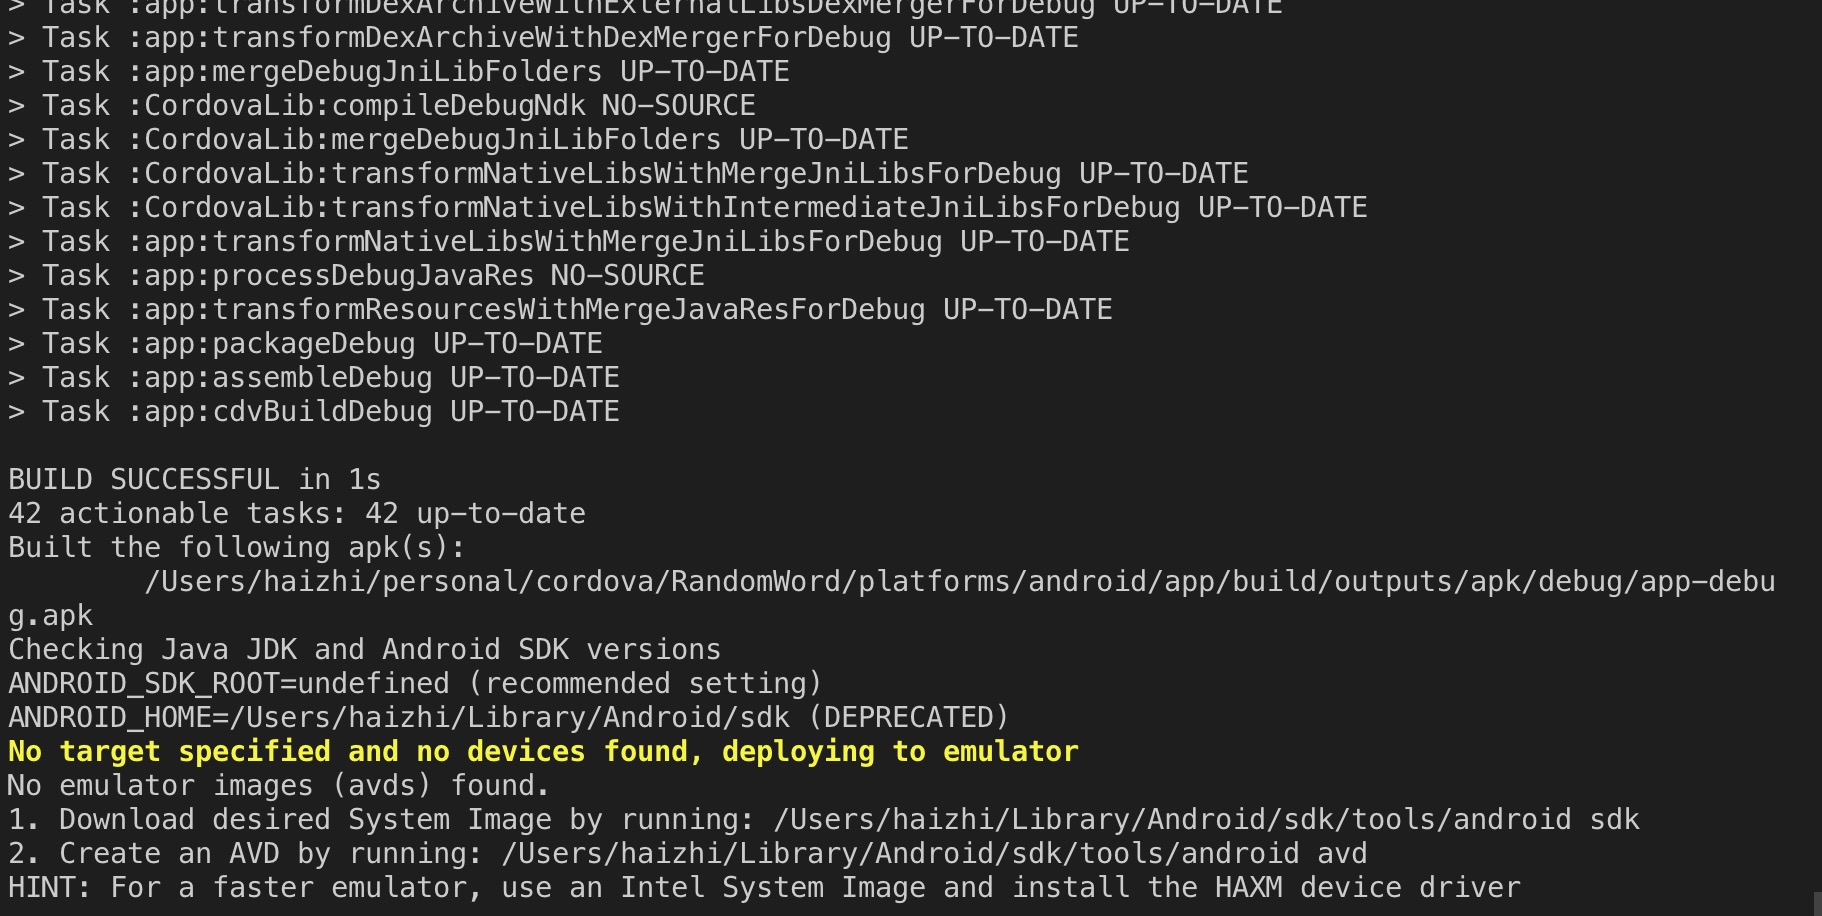 > Task :app:transformDexArchiveWithExternalLibsDexMergerForDebug UP-TO-DATE
> Task :app:transformDexArchiveWithDexMergerForDebug UP-TO-DATE
> Task :app:mergeDebugJniLibFolders UP-TO-DATE
> Task :CordovaLib:compileDebugNdk NO-SOURCE
> Task :CordovaLib:mergeDebugJniLibFolders UP-TO-DATE
> Task :CordovaLib:transformNativeLibsWithMergeJniLibsForDebug UP-TO-DATE
> Task :CordovaLib:transformNativeLibsWithIntermediateJniLibsForDebug UP-TO-DATE
> Task :app:transformNativeLibsWithMergeJniLibsForDebug UP-TO-DATE
> Task :app:processDebugJavaRes NO-SOURCE
> Task :app:transformResourcesWithMergeJavaResForDebug UP-TO-DATE
> Task :app:packageDebug UP-TO-DATE
> Task :app:assembleDebug UP-TO-DATE
> Task :app:cdvBuildDebug UP-TO-DATE
BUILD SUCCESSFUL in 1s
42 actionable tasks: 42 up-to-date
Built the following apk(s):
/Users/haizhi/personal/cordova/RandomWord/platforms/android/app/build/outputs/apk/debug/app-debu
g.apk
Checking Java JDK and Android SDK versions
ANDROID_SDK_ROOT=undefined (recommended setting)
ANDROID_HOME=/Users/haizhi/Library/Android/sdk (DEPRECATED)
No target specified and no devices found, deploying to emulator
No emulator images (avds) found.
1. Download desired System Image by running: /Users/haizhi/Library/Android/sdk/tools/android sdk
2. Create an AVD by running: /Users/haizhi/Library/Android/sdk/tools/android avd
HINT: For a faster emulator, use an Intel System Image and install the HAXM device driver